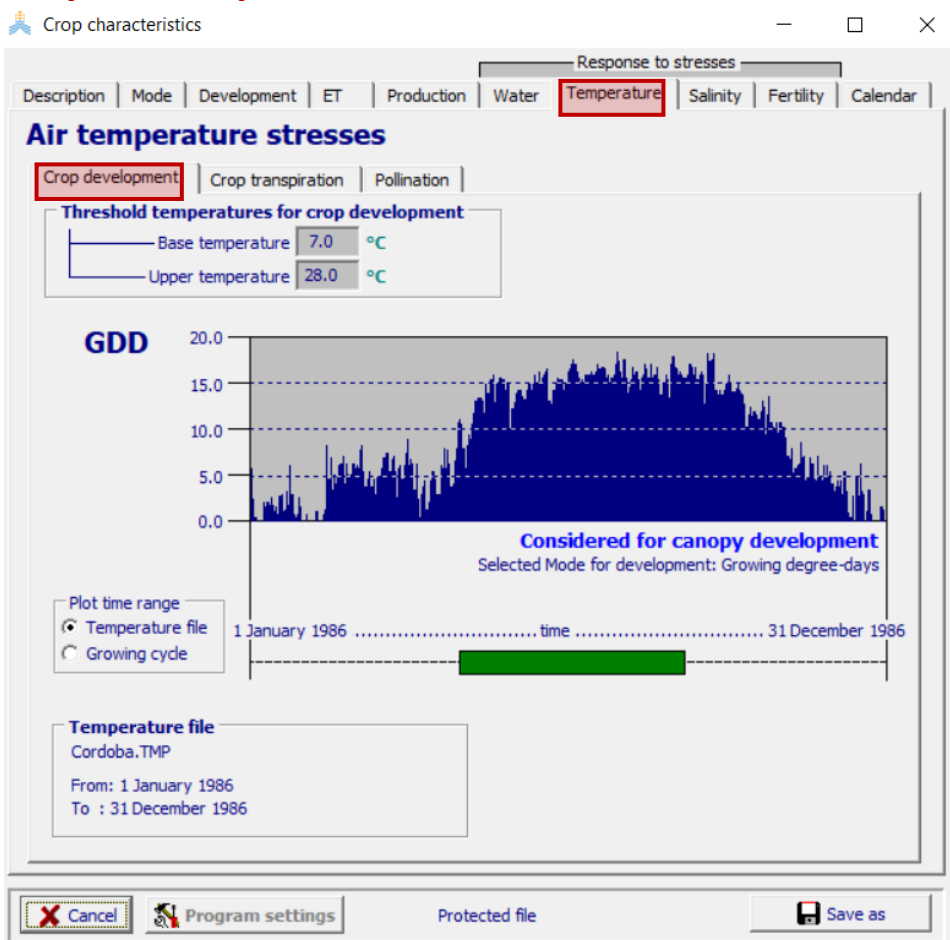 Crop characteristics
Response to stresses
Description Mode Development ET Production Water Temperature Salinity Fertility Calendar
Air temperature stresses
Crop development Crop transpiration Pollination
Threshold temperatures for crop development
Base temperature 7.0 °C
Upper temperature 28.0 °C
GDD
20.0
15.0
10.0
5.0
0.0
Considered for canopy development
Selected Mode for development: Growing degree-days
Plot time range
Temperature file
Growing cycle
1 January 1986 .............................. time .............................. 31 December 1986
Temperature file
Cordoba.TMP
From: 1 January 1986
To : 31 December 1986
Cancel Program settings Protected file Save as